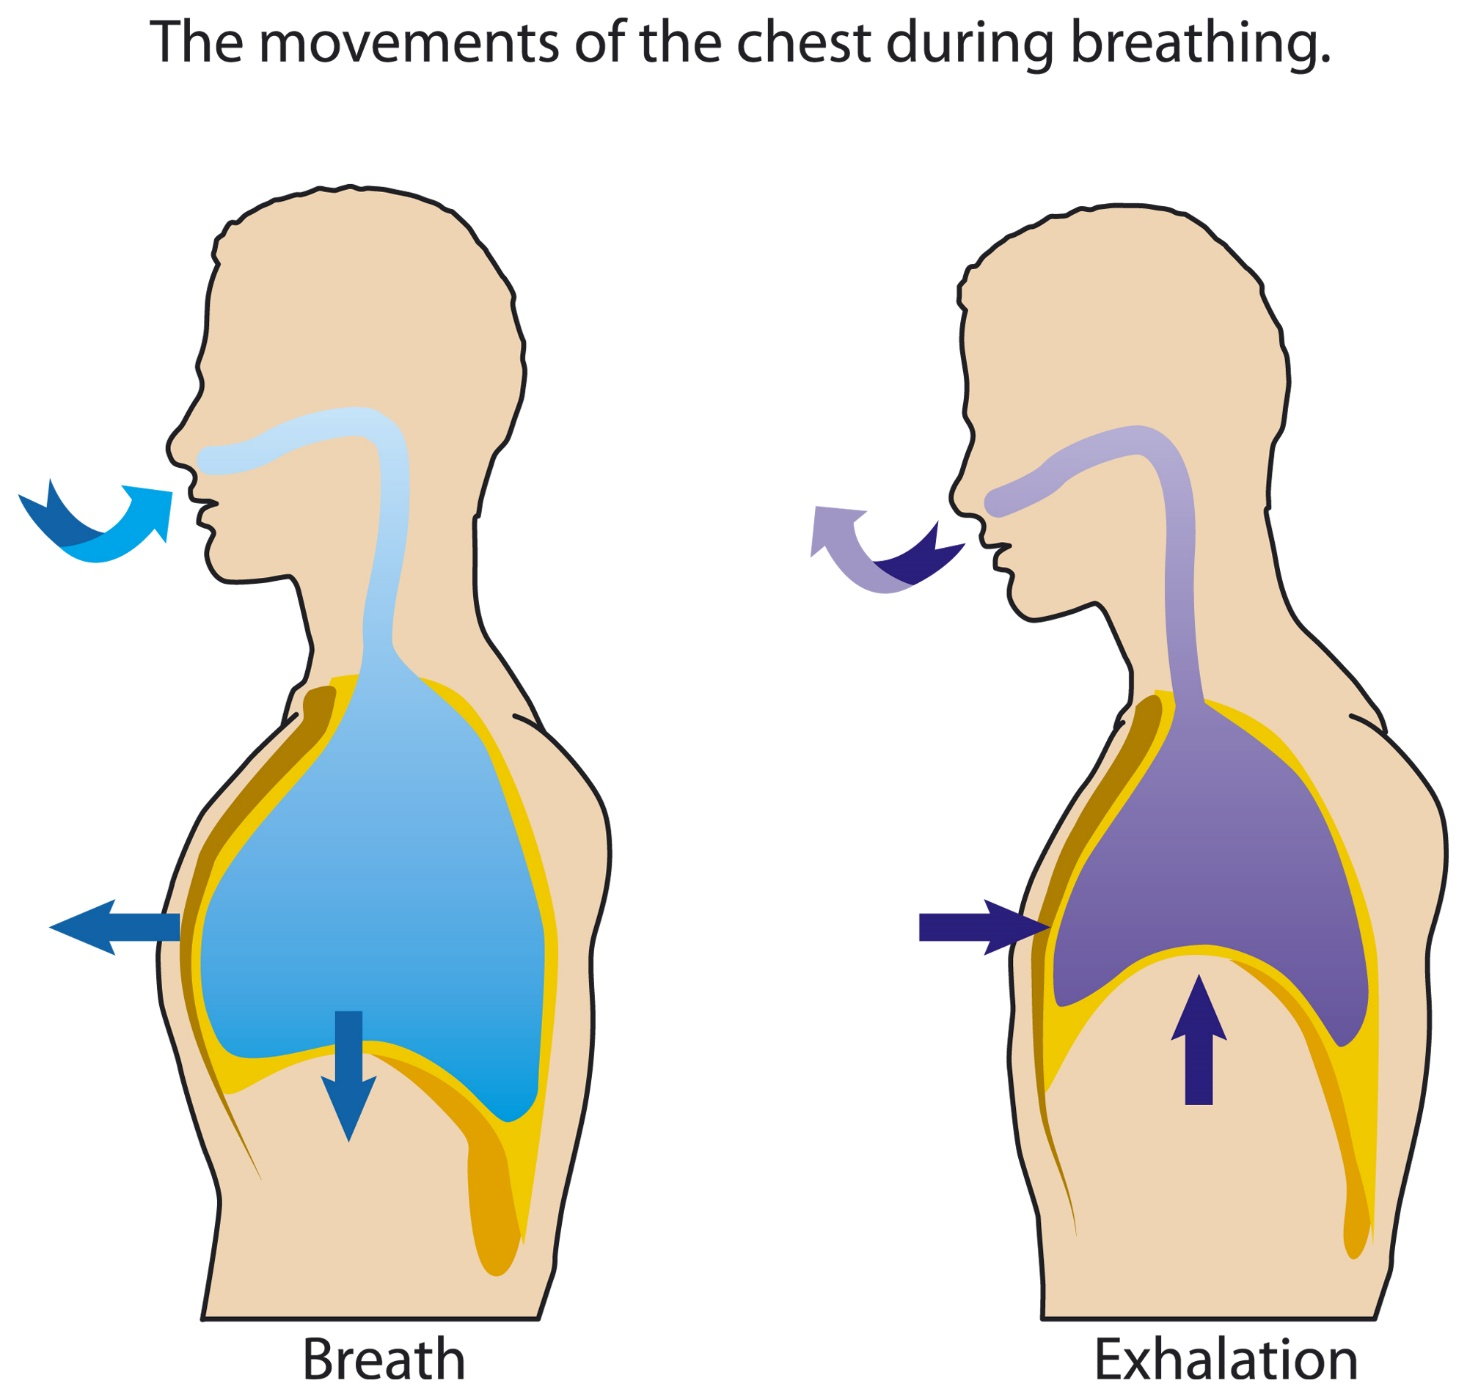 The movements of the chest during breathing.
Breath
Exhalation